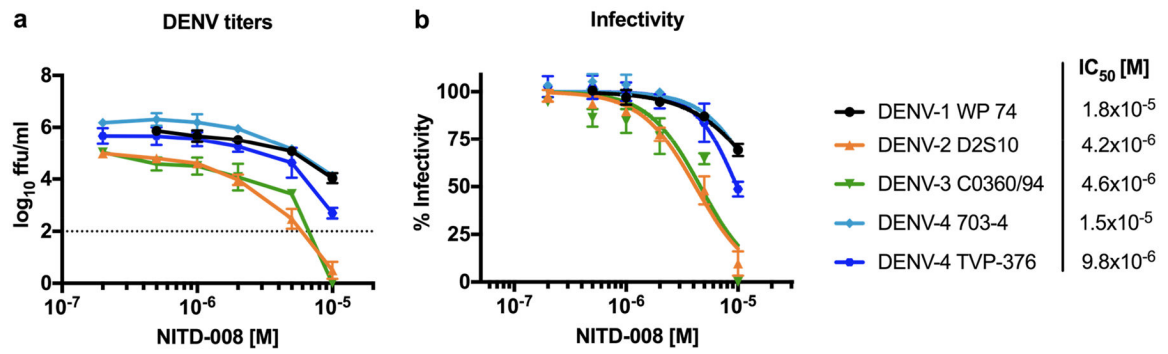 a
DENV titers
log10 ffu/ml
8
6
4
2
0
10-7
10-6
10-5
NITD-008 [M]
b
Infectivity
% Infectivity
100
75
50
25
0
10-7
10-6
10-5
NITD-008 [M]
IC50 [M]
DENV-1 WP 74 1.8x10-5
DENV-2 D2S10 4.2x10-6
DENV-3 C0360/94 4.6x10-6
DENV-4 703-4 1.5x10-5
DENV-4 TVP-376 9.8x10-6